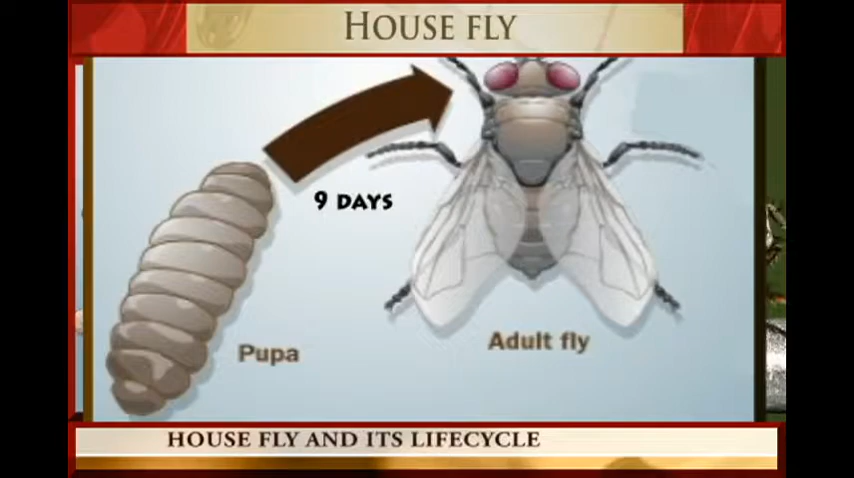 HOUSE FLY
9 DAYS
Pupa
Adult fly
HOUSE FLY AND ITS LIFECYCLE